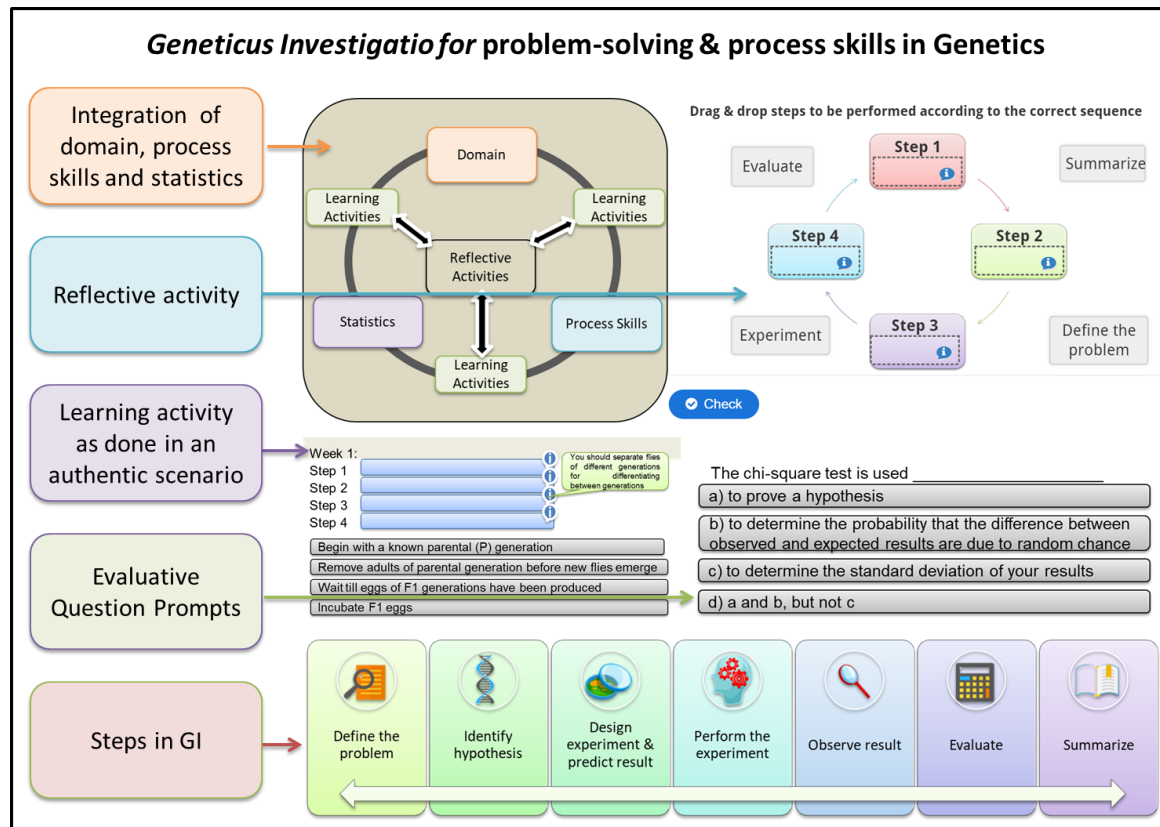 Geneticus Investigatio for problem-solving & process skills in Genetics
Integration of
domain, process
skills and statistics
Reflective activity
Learning activity
as done in an
authentic scenario
Evaluative
Question Prompts
Steps in GI
Domain
Learning
Activities
Learning
Activities
Reflective
Activities
Statistics
Process Skills
Learning
Activities
Drag & drop steps to be performed according to the correct sequence
Evaluate
Step 1
Summarize
Step 4
Step 2
Experiment
Step 3
Define the
problem
Check
Week 1:
Step 1
Step 2
Step 3
Step 4
You should separate flies
of different generations
for differentiating
between generations
Begin with a known parental (P) generation
Remove adults of parental generation before new flies emerge
Wait till eggs of F1 generations have been produced
Incubate F1 eggs
The chi-square test is used ____________________
a) to prove a hypothesis
b) to determine the probability that the difference between
observed and expected results are due to random chance
c) to determine the standard deviation of your results
d) a and b, but not c
Define the
problem
Identify
hypothesis
Design
experiment &
predict result
Perform the
experiment
Observe result
Evaluate
Summarize